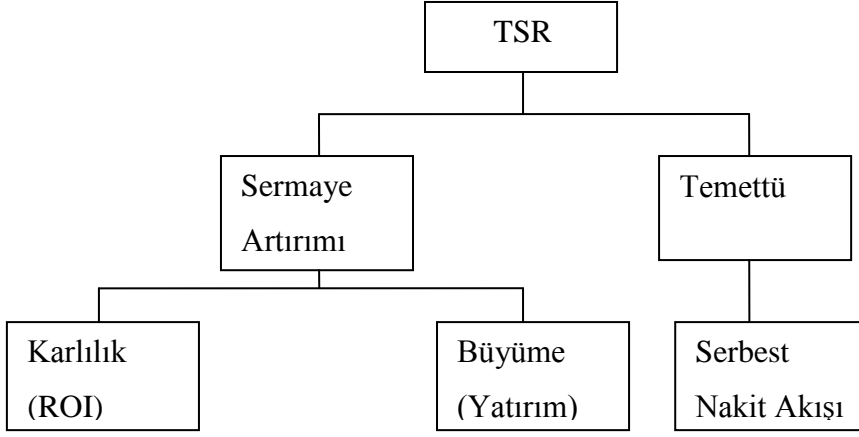 TSR
Sermaye
Artırımı
Temettü
Karlılık
(ROI)
Büyüme
(Yatırım)
Serbest
Nakit Akışı